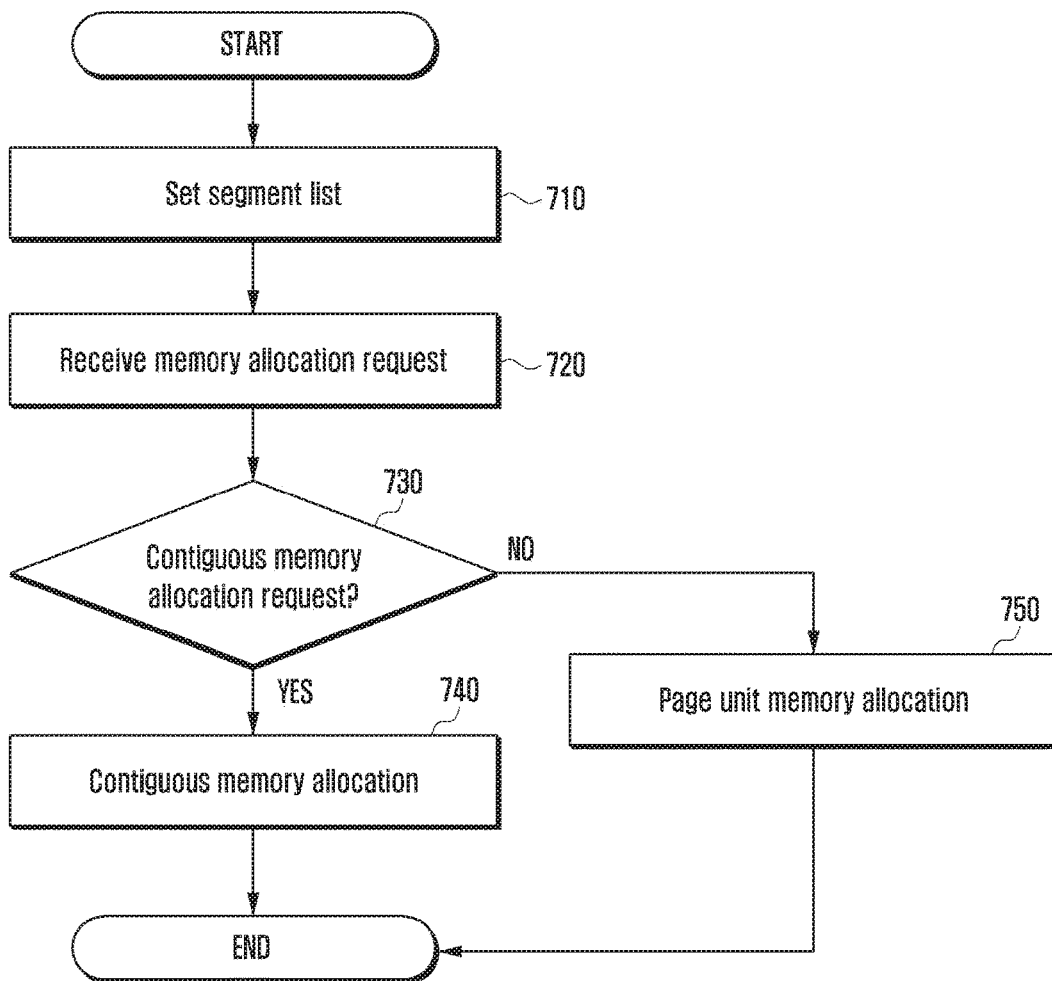 START
Set segment list
710
Receive memory allocation request
720
730
Contiguous memory
allocation request?
NO
YES
740
Contiguous memory allocation
750
Page unit memory allocation
END